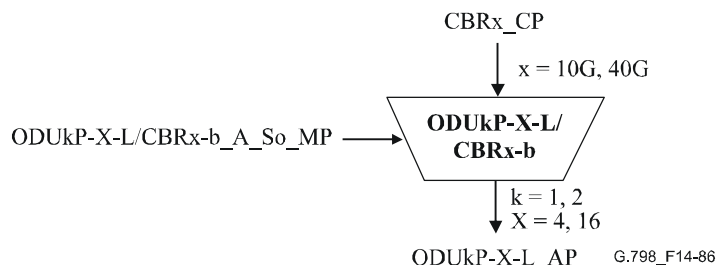 CBRx_CP
x = 10G, 40G
ODUkP-X-L/CBRx-b_A_So_MP
ODUkP-X-L/
CBRx-b
k = 1, 2
X = 4, 16
ODUkP-X-L_AP
G.798_F14-86